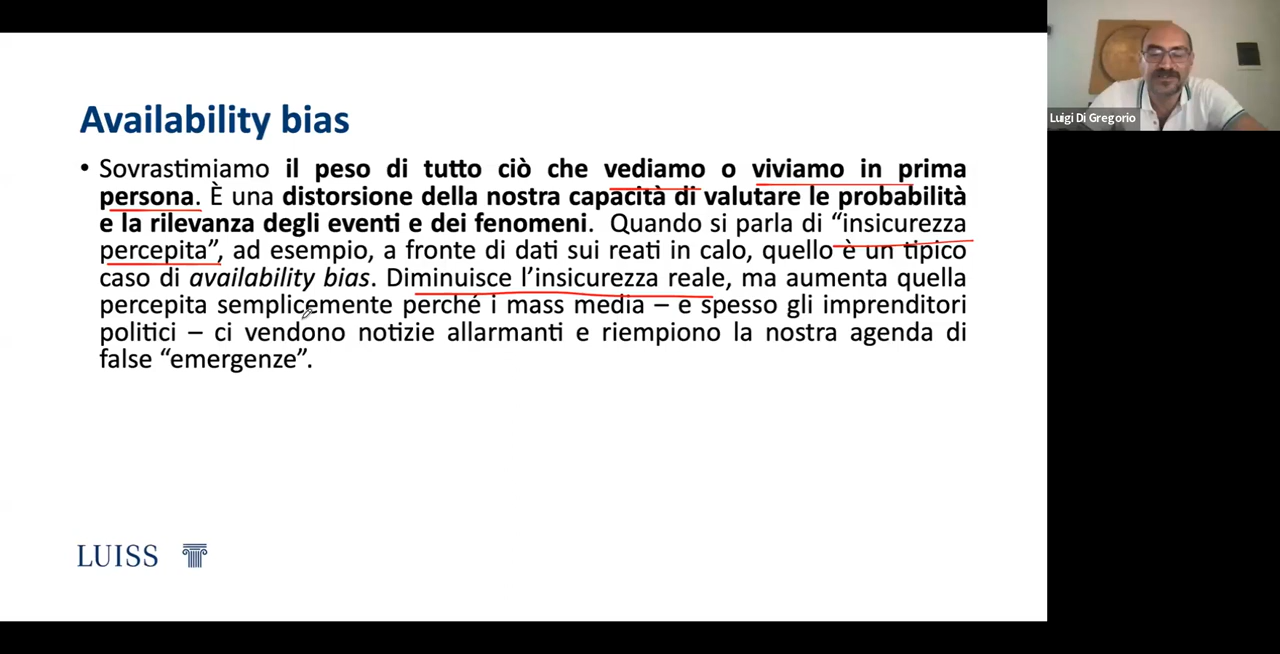 Availability bias
• Sovrastimiamo il peso di tutto ciò che vediamo o viviamo in prima
persona. È una distorsione della nostra capacità di valutare le probabilità
e la rilevanza degli eventi e dei fenomeni. Quando si parla di “insicurezza
percepita”, ad esempio, a fronte di dati sui reati in calo, quello è un tipico
caso di availability bias. Diminuisce l’insicurezza reale, ma aumenta quella
percepita semplicemente perché i mass media – e spesso gli imprenditori
politici – ci vendono notizie allarmanti e riempiono la nostra agenda di
false “emergenze”.
LUISS
Luigi Di Gregorio